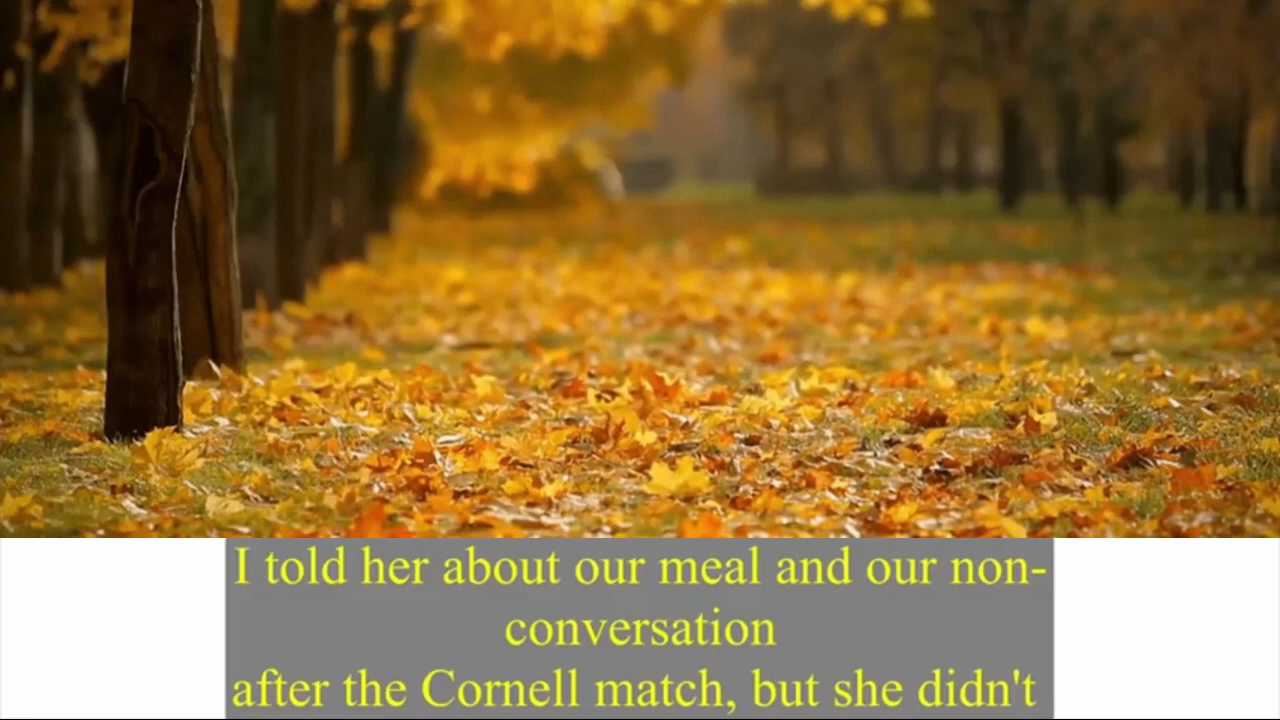 I told her about our meal and our non-
conversation
after the Cornell match, but she didn't